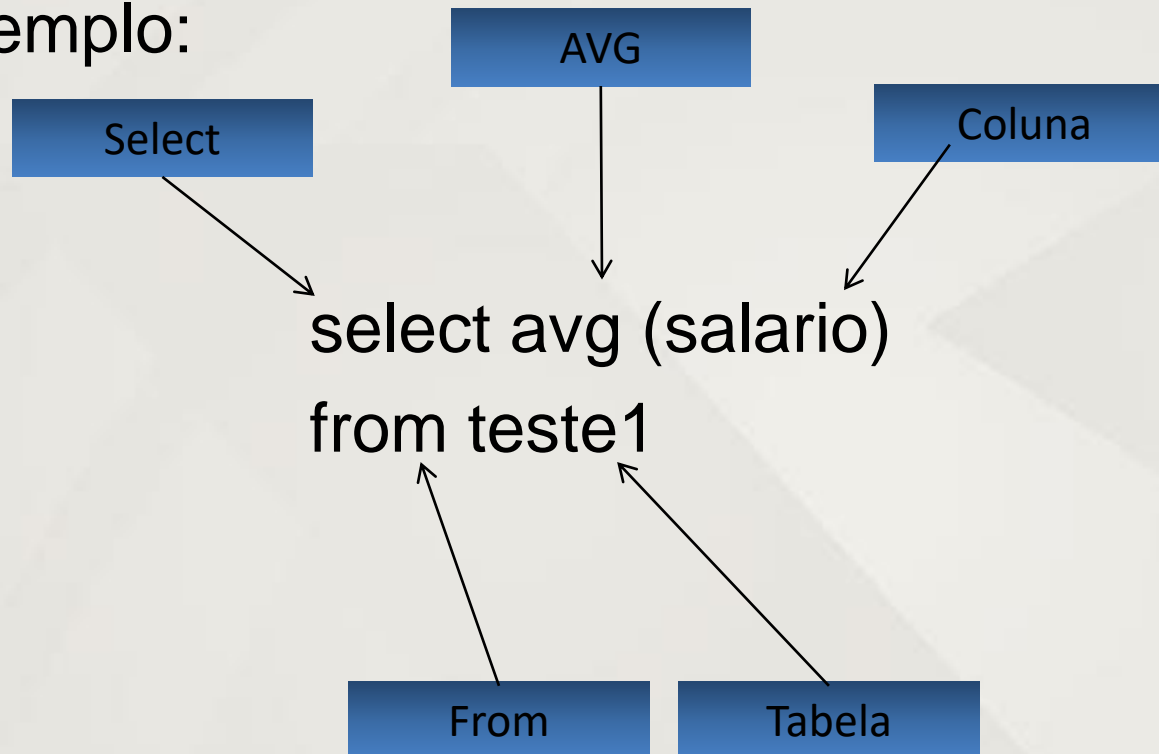 emplo:
AVG
Select
Coluna
select avg (salario)
from teste1
From
Tabela